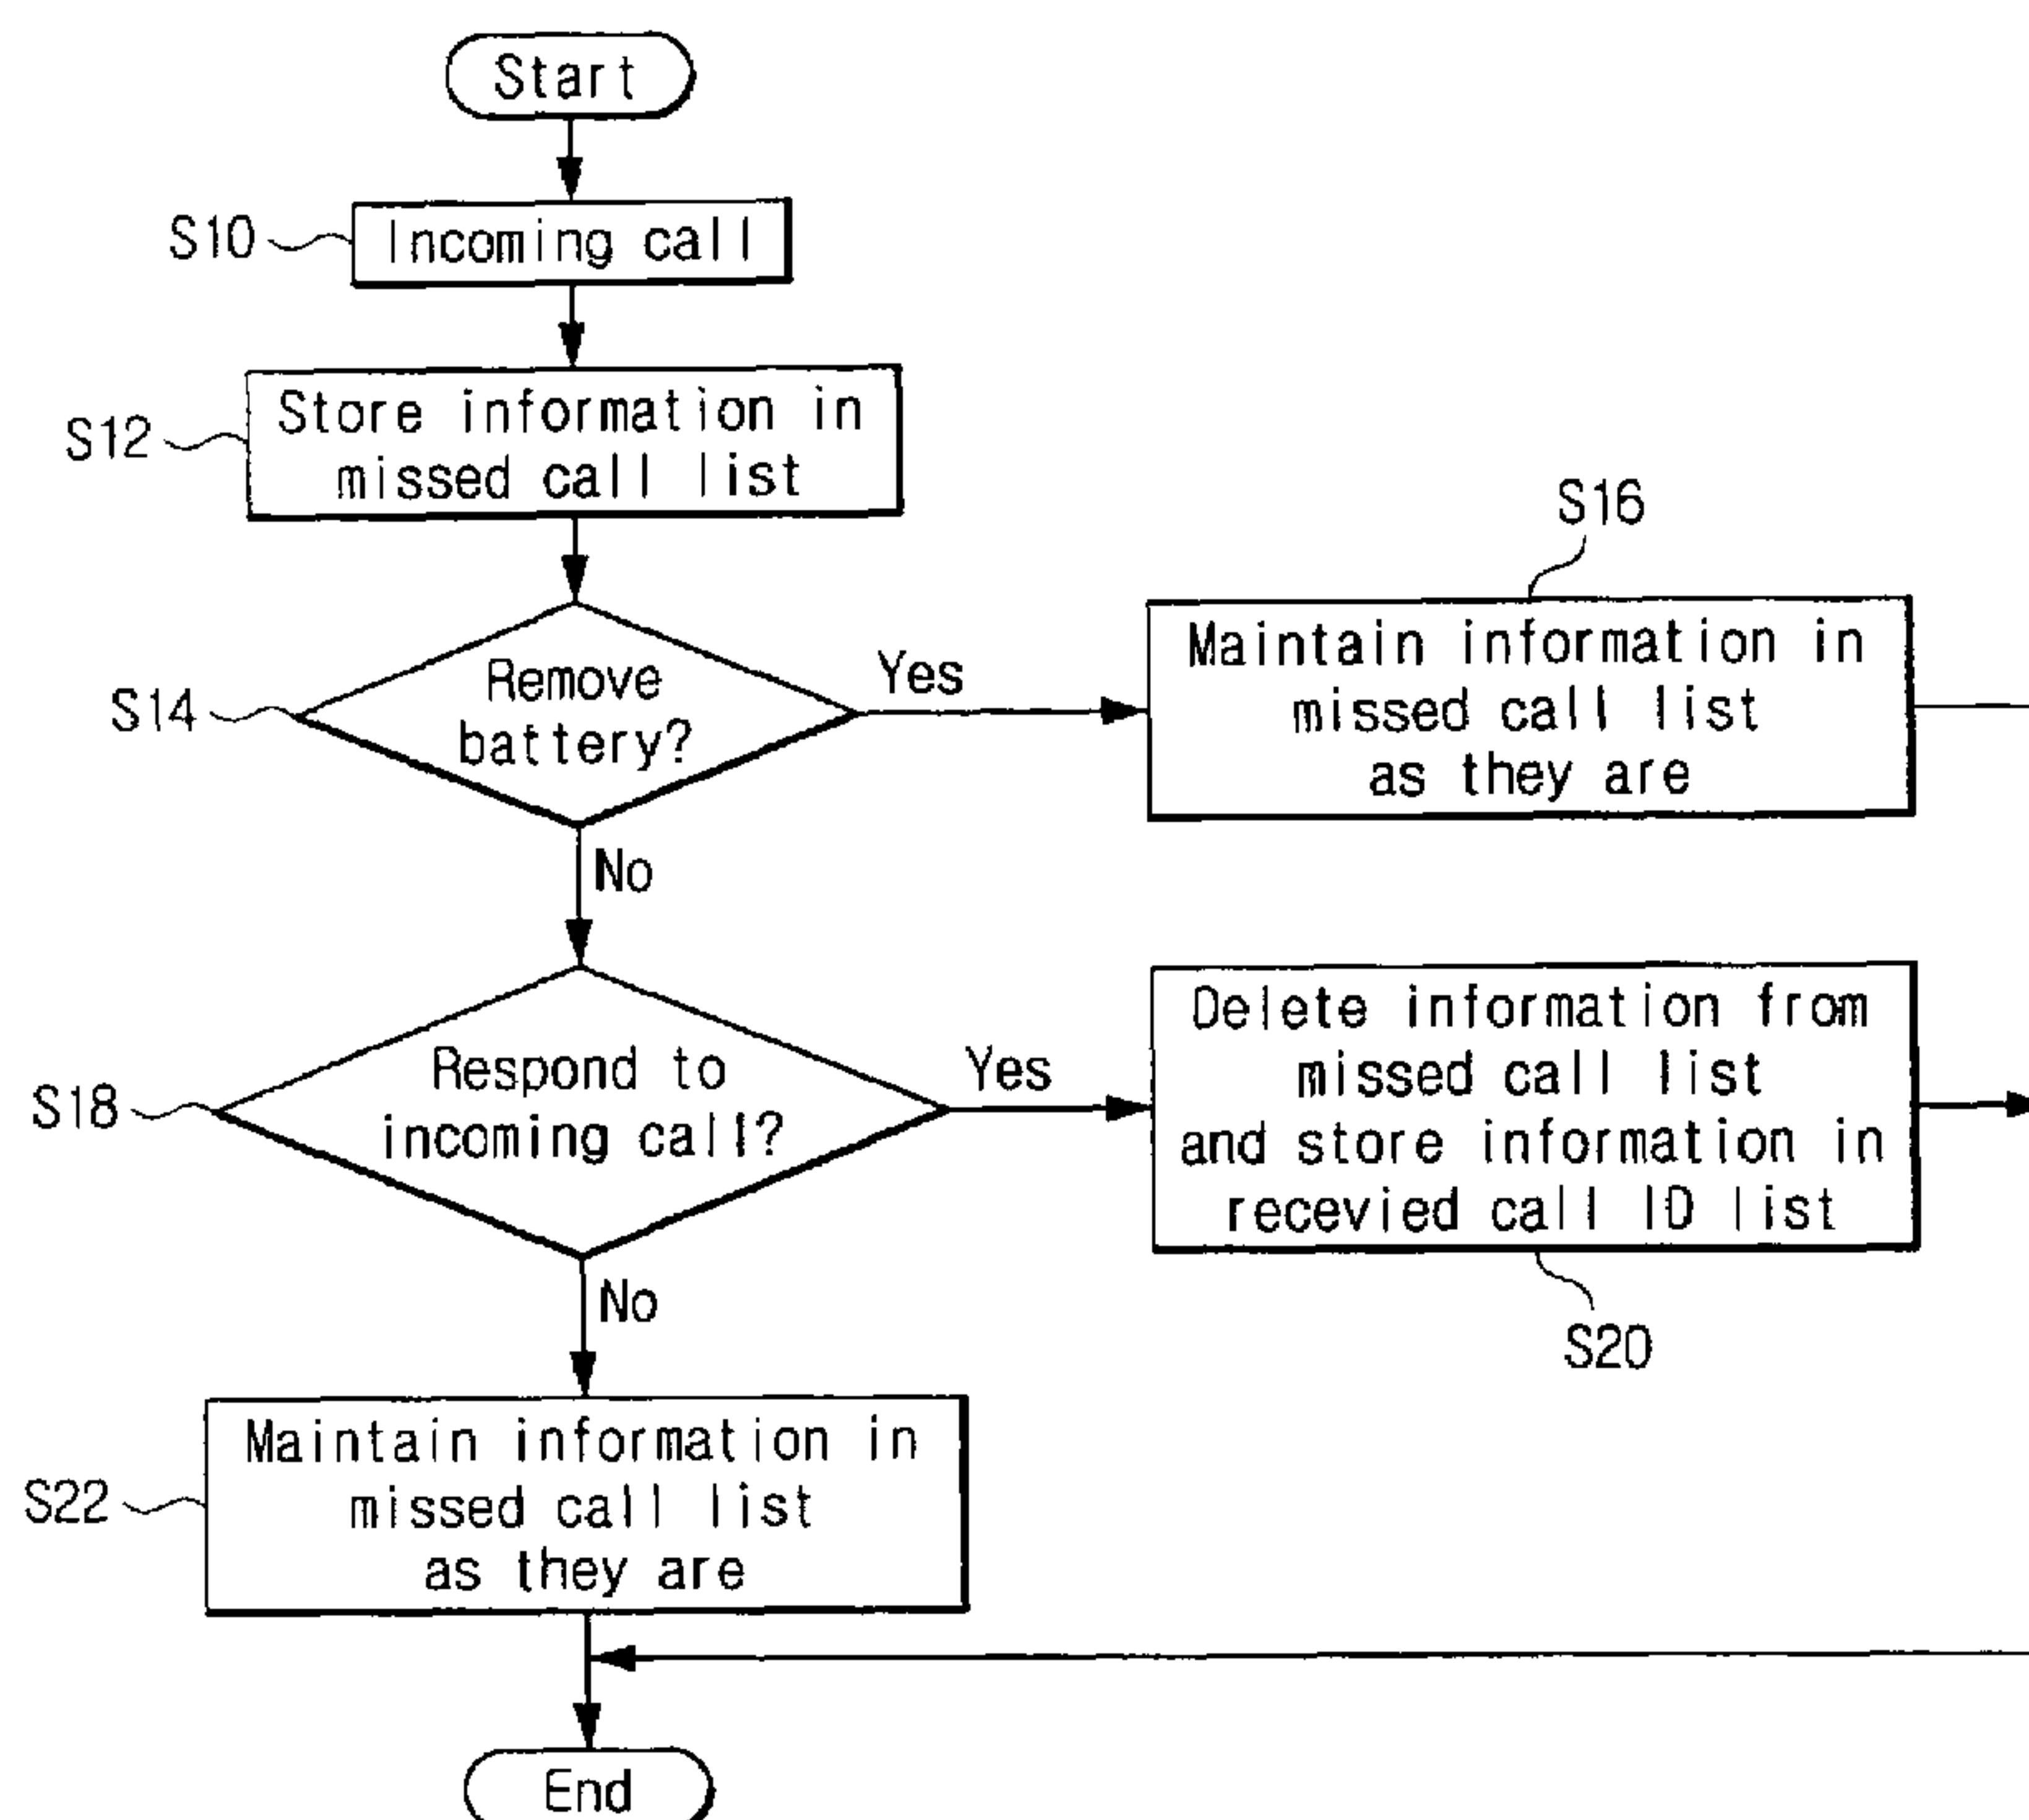 Start
S10
Incoming call
S12
Store information in
missed call list
S14
Remove
battery?
Yes
S16
Maintain information in
missed call list
as they are
No
S18
Respond to
incoming call?
Yes
Delete information from
missed call list
and store information in
recevied call ID list
S20
No
S22
Maintain information in
missed call list
as they are
End